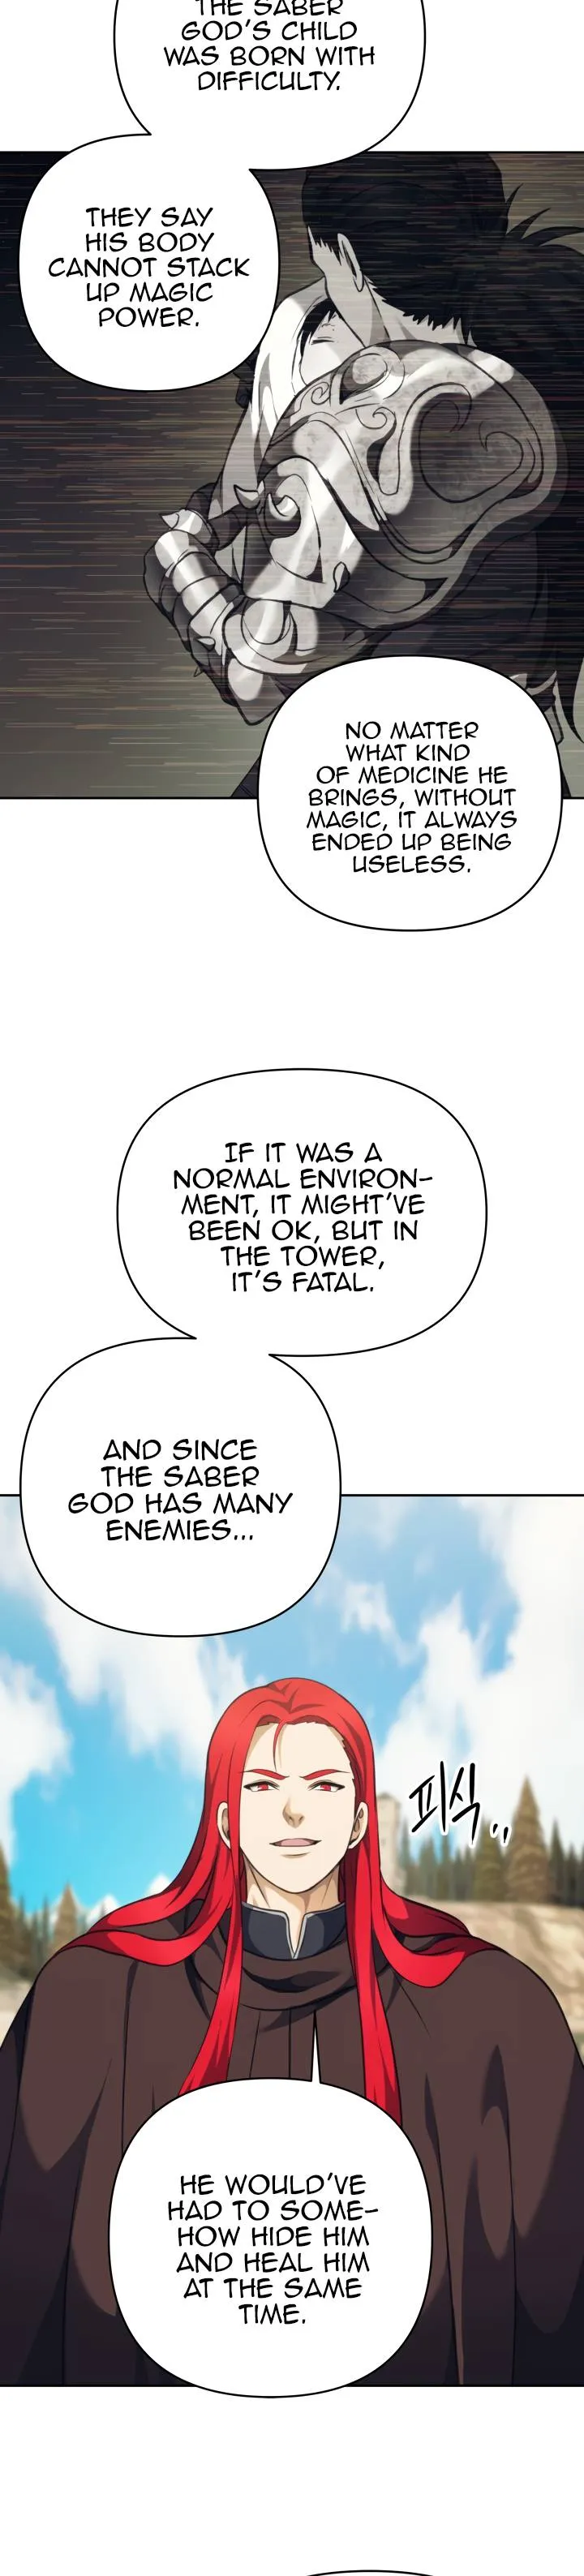 THE SABER
GOD'S CHILD
WAS BORN WITH
DIFFICULTY.
THEY SAY
HIS BODY
CANNOT STACK
UP MAGIC
POWER.
NO MATTER
WHAT KIND
OF MEDICINE HE
BRINGS, WITHOUT
MAGIC, IT ALWAYS
ENDED UP BEING
USELESS.
IF IT WAS A
NORMAL ENVIRON-
MENT, IT MIGHT'VE
BEEN OK, BUT IN
THE TOWER,
IT'S FATAL.
AND SINCE
THE SABER
GOD HAS MANY
ENEMIES...
피식..
HE WOULD'VE
HAD TO SOME-
HOW HIDE HIM
AND HEAL HIM
AT THE SAME
TIME.